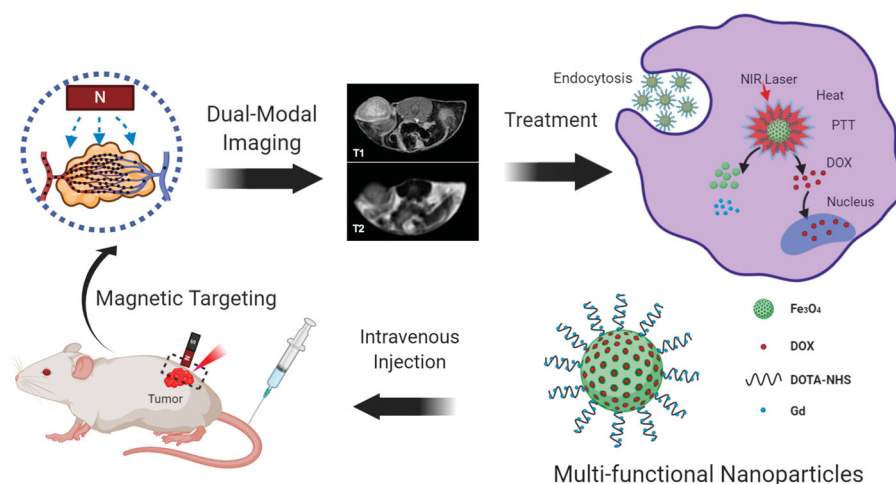 N
Dual-Modal
Imaging
T1
T2
Treatment
Endocytosis
NIR Laser
Heat
PTT
DOX
Nucleus
Magnetic Targeting
N
Tumor
Intravenous
Injection
Fe₃O₄
DOX
DOTA-NHS
Gd
Multi-functional Nanoparticles